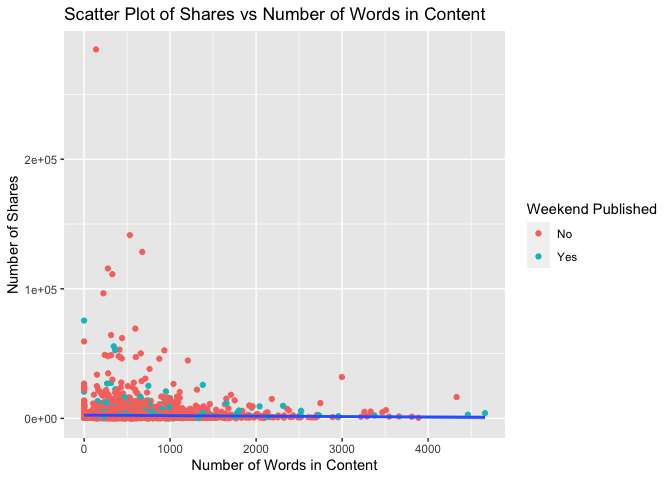 Scatter Plot of Shares vs Number of Words in Content
Number of Shares
2e+05
1e+05
0e+00
0 1000 2000 3000 4000
Number of Words in Content
Weekend Published
No
Yes